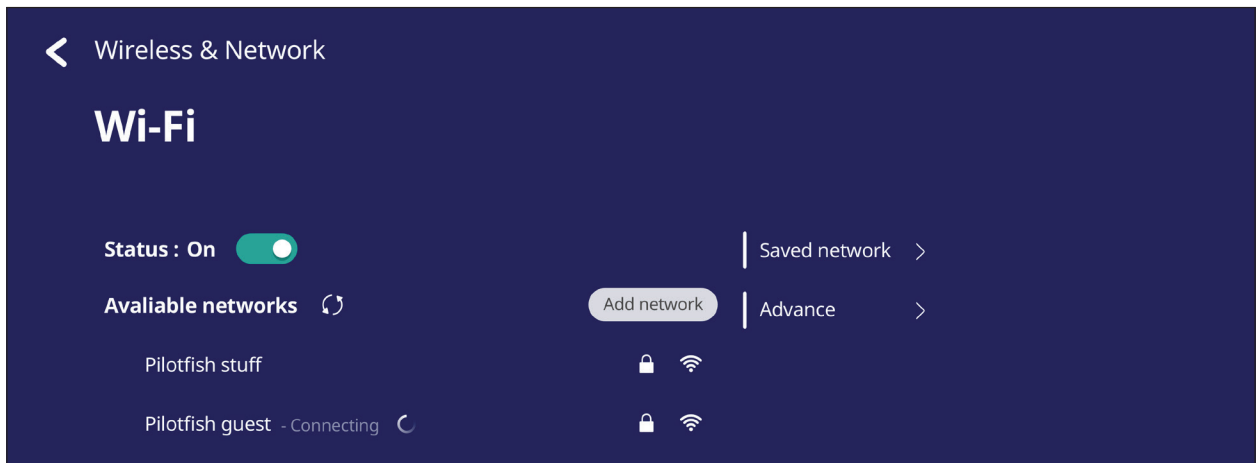 Wireless & Network
Wi-Fi
Status : On
Saved network
Avaliable networks
Add network
Advance
Pilotfish stuff
Pilotfish guest - Connecting